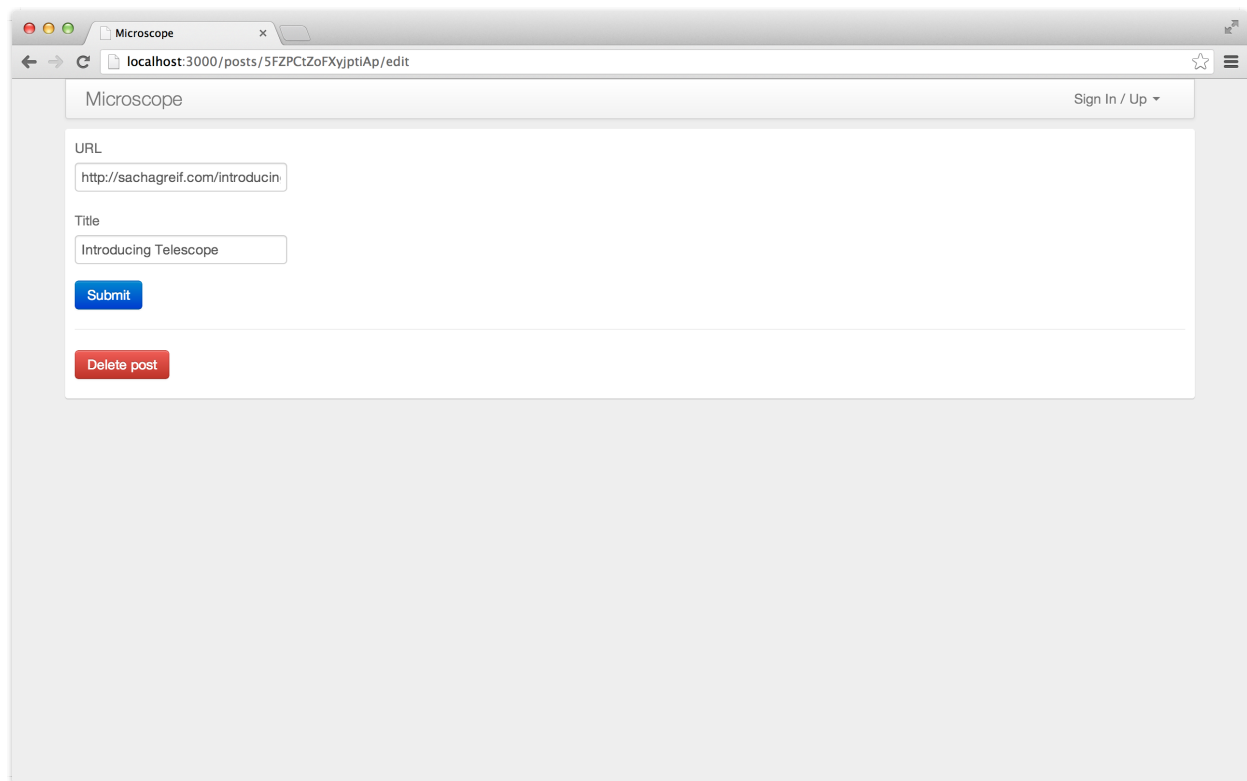 Microscope
localhost:3000/posts/5FZPCtZoFXyjptiAp/edit
Microscope Sign In / Up
URL
http://sachagreif.com/introducin
Title
Introducing Telescope
Submit
Delete post